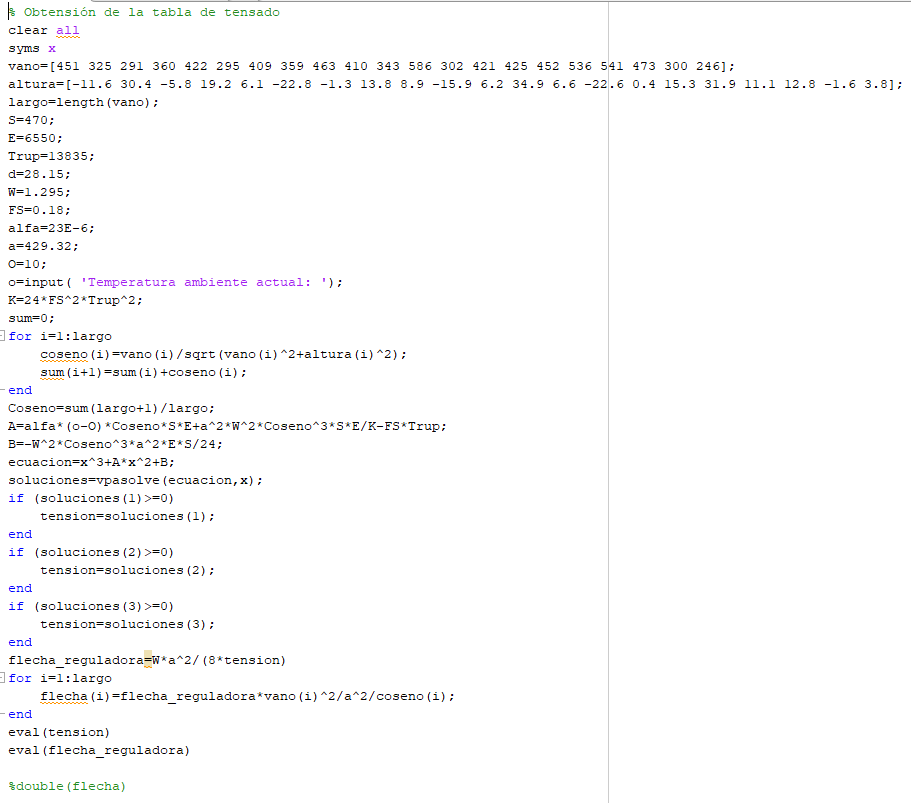 % Obtensión de la tabla de tensado
clear all
syms x
vano=[451 325 291 360 422 295 409 359 463 410 343 586 302 421 425 452 536 541 473 300 246];
altura=[-11.6 30.4 -5.8 19.2 6.1 -22.8 -1.3 13.8 8.9 -15.9 6.2 34.9 6.6 -22.6 0.4 15.3 31.9 11.1 12.8 -1.6 3.8];
largo=length(vano);
S=470;
E=6550;
Trup=13835;
d=28.15;
W=1.295;
FS=0.18;
alfa=23E-6;
a=429.32;
O=10;
o=input( 'Temperatura ambiente actual: ');
K=24*FS^2*Trup^2;
sum=0;
for i=1:largo
    coseno(i)=vano(i)/sqrt(vano(i)^2+altura(i)^2);
    sum(i+1)=sum(i)+coseno(i);
end
Coseno=sum(largo+1)/largo;
A=alfa*(o-O)*Coseno*S*E+a^2*W^2*Coseno^3*S*E/K-FS*Trup;
B=-W^2*Coseno^3*a^2*E*S/24;
ecuacion=x^3+A*x^2+B;
soluciones=vpasolve(ecuacion,x);
if (soluciones(1)>=0)
    tension=soluciones(1);
end
if (soluciones(2)>=0)
    tension=soluciones(2);
end
if (soluciones(3)>=0)
    tension=soluciones(3);
end
flecha_reguladora=W*a^2/(8*tension)
for i=1:largo
    flecha(i)=flecha_reguladora*vano(i)^2/a^2/coseno(i);
end
eval(tension)
eval(flecha_reguladora)
%double(flecha)